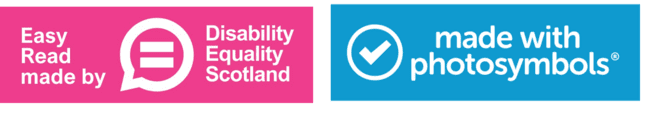 Easy
Read
made by
Disability
Equality
Scotland
made with
photosymbols®